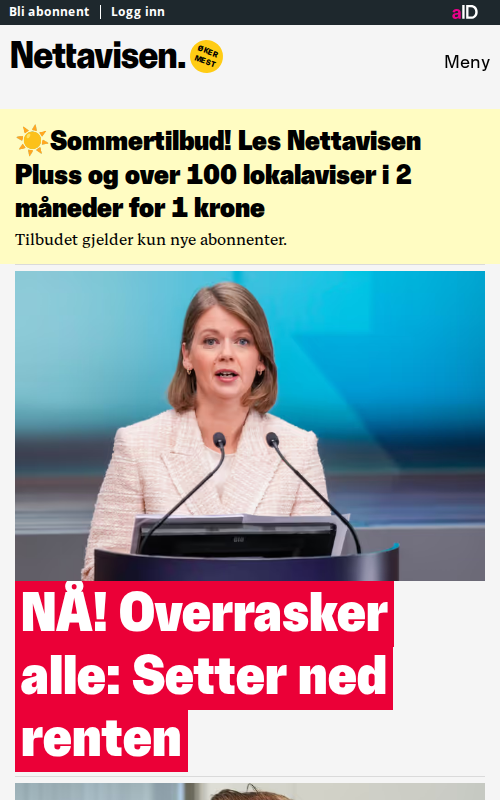 Bli abonnent | Logg inn
aID
Nettavisen.
ØKER
MEST
Meny
☀️Sommertilbud! Les Nettavisen
Pluss og over 100 lokalaviser i 2
måneder for 1 krone
Tilbudet gjelder kun nye abonnenter.
NÅ! Overrasker
alle: Setter ned
renten